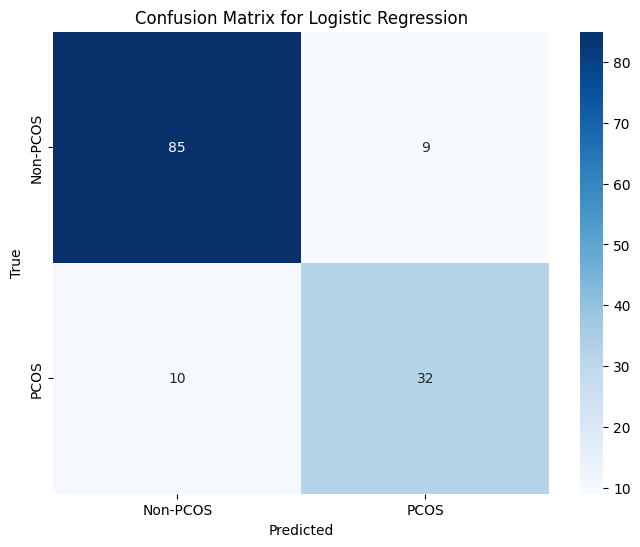 Confusion Matrix for Logistic Regression
Non-PCOS
85
9
PCOS
10
32
True
Non-PCOS
PCOS
Predicted
80
70
60
50
40
30
20
10